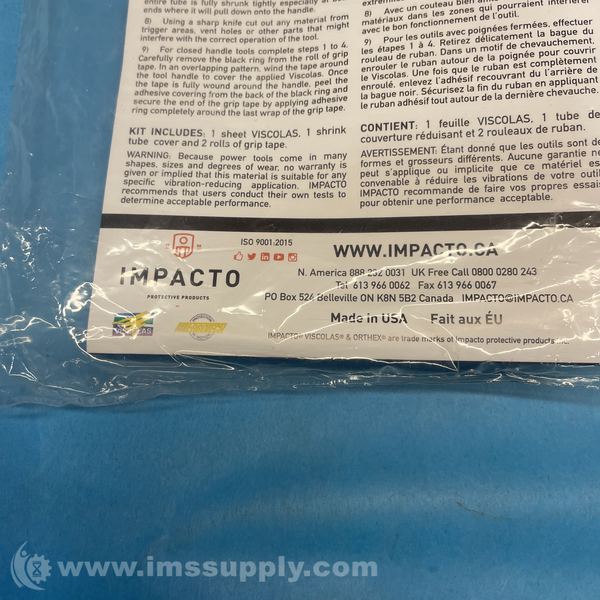 entire tube is fully shrunk tightly especially at both
ends where it will pull down onto the handle.
8) Using a sharp knife cut out any material from
trigger areas, vent holes or other parts that might
interfere with the correct operation of the tool.
9) For closed handle tools complete steps 1 to 4.
Carefully remove the black ring from the roll of grip
tape. In an overlapping pattern, wind the tape around
the tool handle to cover the applied Viscolas. Once
the tape is fully wound around the handle, peel the
adhesive covering from the back of the black ring and
secure the end of the grip tape by applying adhesive
ring completely around the last wrap of the grip tape.
KIT INCLUDES: 1 sheet VISCOLAS, 1 shrink
tube cover and 2 rolls of grip tape.
WARNING: Because power tools come in many
shapes, sizes and degrees of wear, no warranty is
given or implied that this material is suitable for any
specific vibration-reducing application. IMPACTO
recommends that users conduct their own tests to
determine acceptable performance.
8) Avec un couteau bien
matériaux dans les zones qui pourraient interférer
avec le bon fonctionnement de l'outil.
9) Pour les outils avec poignées fermées, effectuer
les étapes 1 à 4. Retirez délicatement la bague du
rouleau de ruban. Dans un motif de chevauchement,
enrouler le ruban autour de la poignée pour couvrir
le Viscolas. Une fois que le ruban est complètement
enroulé, enlevez l'adhésif recouvrant du l'arrière de
la bague noir. Sécurisez la fin du ruban en appliquant
le ruban adhésif tout autour de la dernière chevauche.
CONTIENT: 1 feuille VISCOLAS, 1 tube de
couverture réduisant et 2 rouleaux de ruban.
AVERTISSEMENT: Étant donné que les outils sont de
formes et grosseurs différents. Aucune garantie ne
peut s'applique ou implicite que ce matériel est
convenable à réduire les vibrations de votre outil
IMPACTO recommande de faire vos propres essais
pour obtenir une performance acceptable.
ISO 9001:2015
IMPACTO
PROTECTIVE PRODUCTS
WWW.IMPACTO.CA
N. America 888 232 0031 UK Free Call 0800 0280 243
Tel 613 966 0062 Fax 613 966 0067
PO Box 524 Belleville ON K8N 5B2 Canada IMPACTO@IMPACTO.CA
Made in USA Fait aux ÉU
IMPACTO® VISCOLAS® & ORTHEX® are trade marks of Impacto protective products inc.
www.imssupply.com